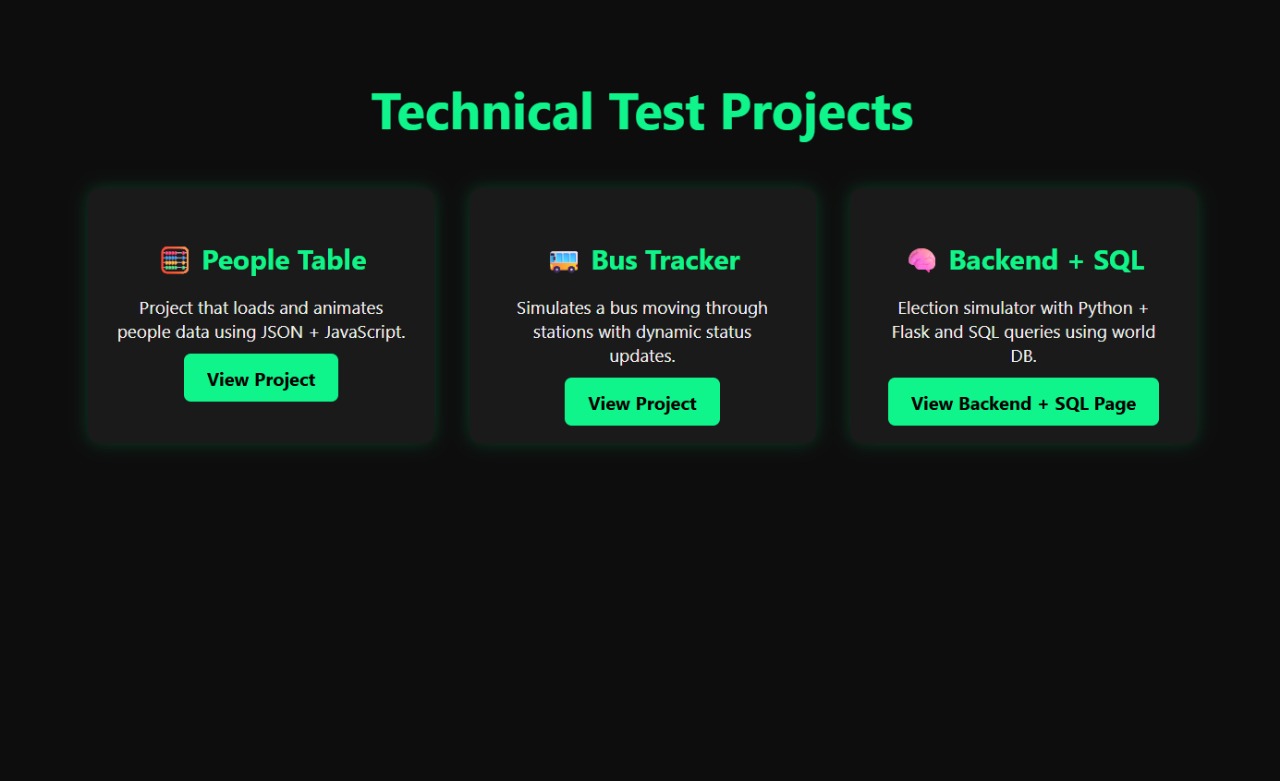 Technical Test Projects
🧮 People Table
Project that loads and animates
people data using JSON + JavaScript.
View Project
🚌 Bus Tracker
Simulates a bus moving through
stations with dynamic status
updates.
View Project
🧠 Backend + SQL
Election simulator with Python +
Flask and SQL queries using world
DB.
View Backend + SQL Page